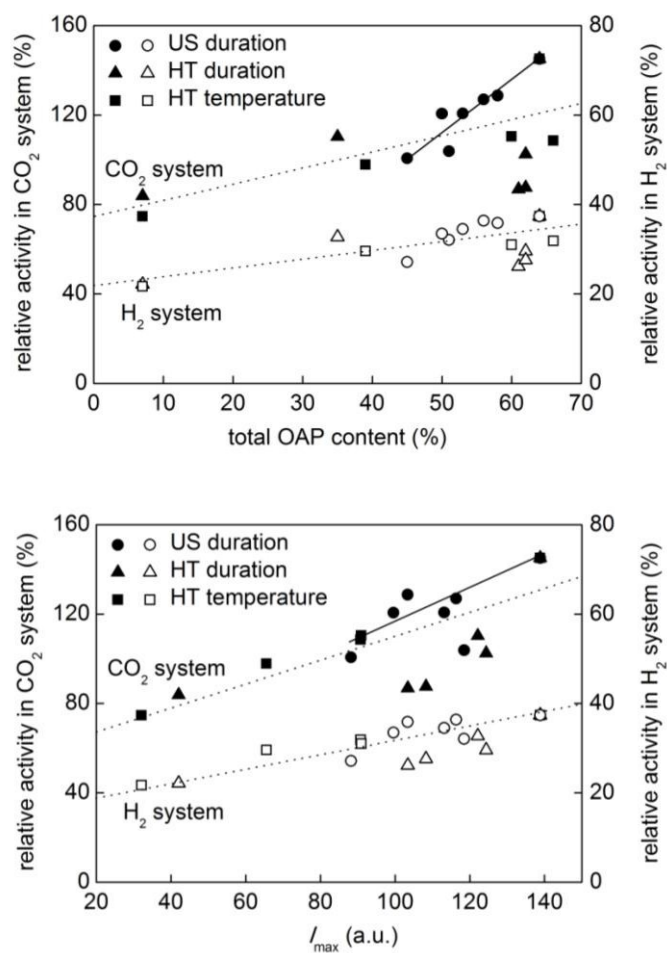 160
120
80
40
0
relative activity in CO₂ system (%)
● ○ US duration
▲ △ HT duration
■ □ HT temperature
CO₂ system
H₂ system
80
60
40
20
0
relative activity in H₂ system (%)
0 10 20 30 40 50 60 70
total OAP content (%)
160
120
80
40
0
relative activity in CO₂ system (%)
● ○ US duration
▲ △ HT duration
■ □ HT temperature
CO₂ system
H₂ system
80
60
40
20
0
relative activity in H₂ system (%)
20 40 60 80 100 120 140
Iₘₐₓ (a.u.)